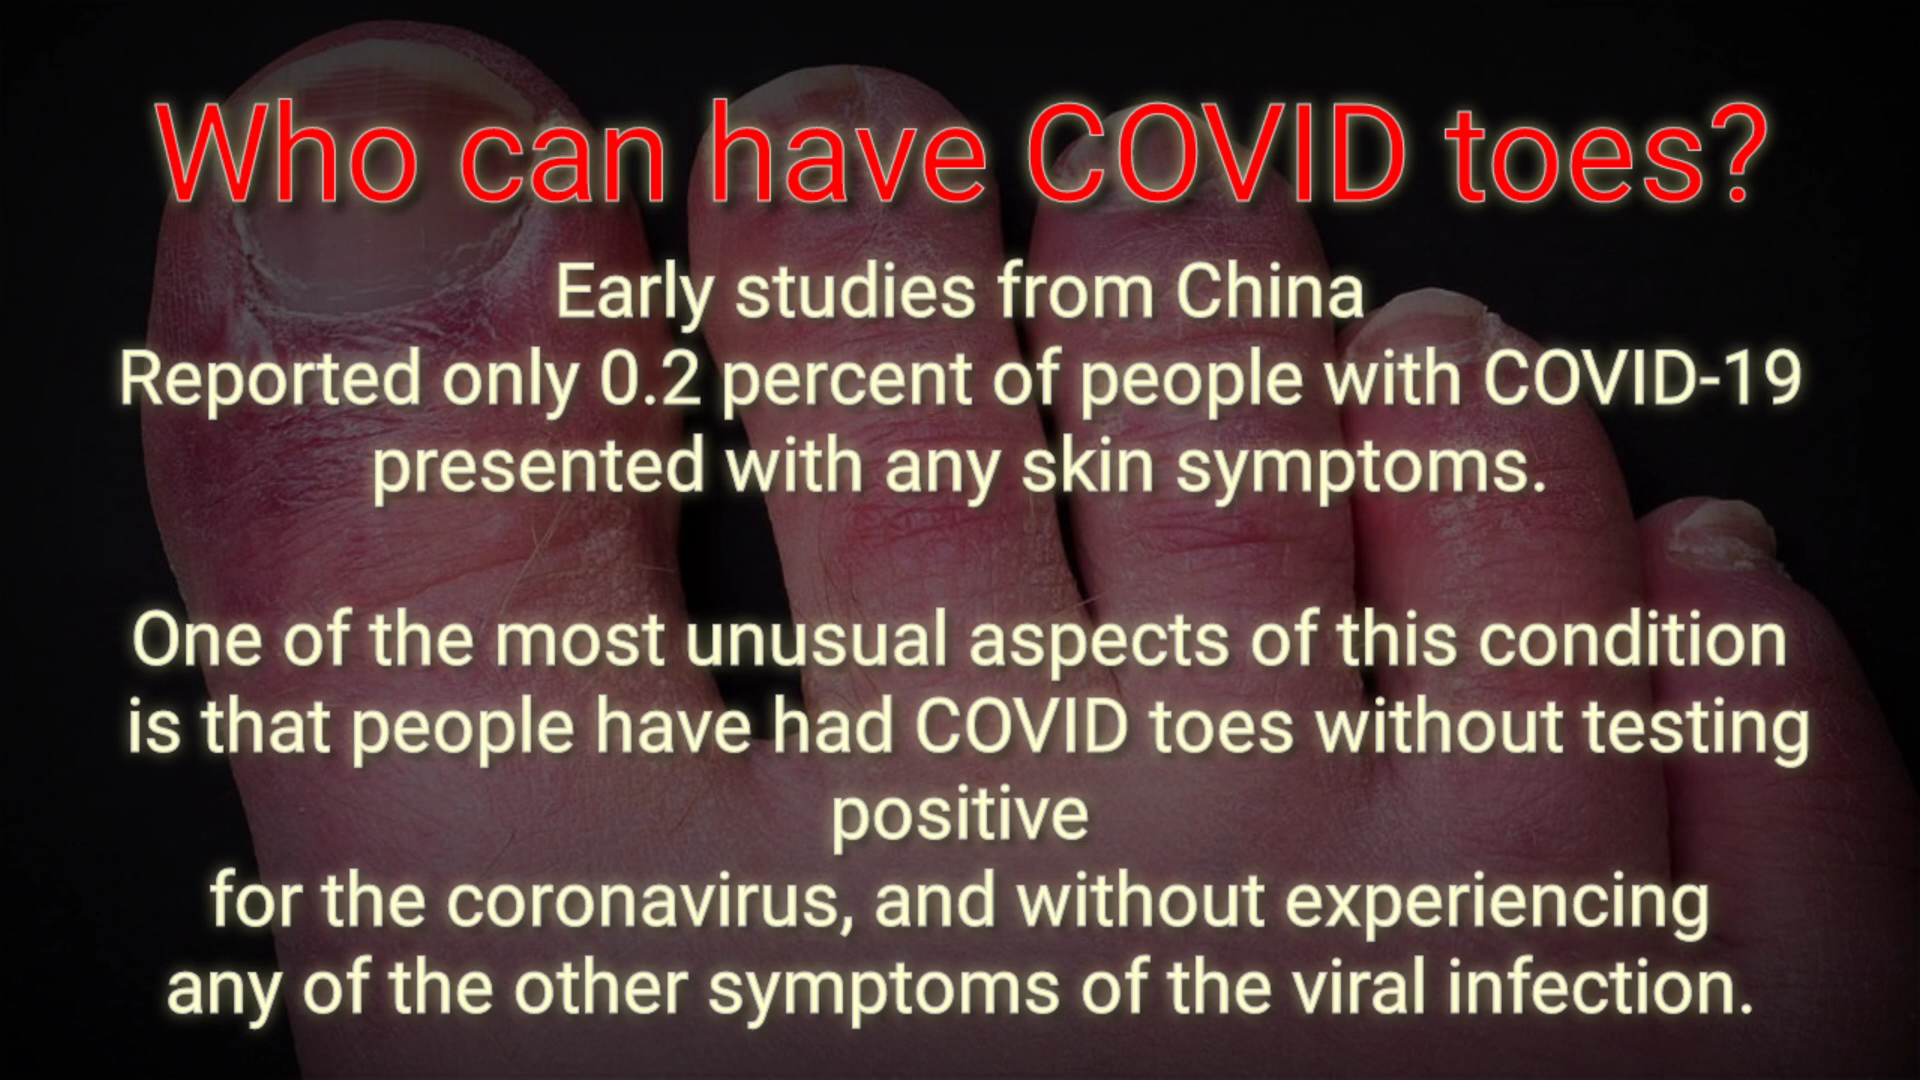 Who can have COVID toes?
Early studies from China
Reported only 0.2 percent of people with COVID-19
presented with any skin symptoms.
One of the most unusual aspects of this condition
is that people have had COVID toes without testing
positive
for the coronavirus, and without experiencing
any of the other symptoms of the viral infection.